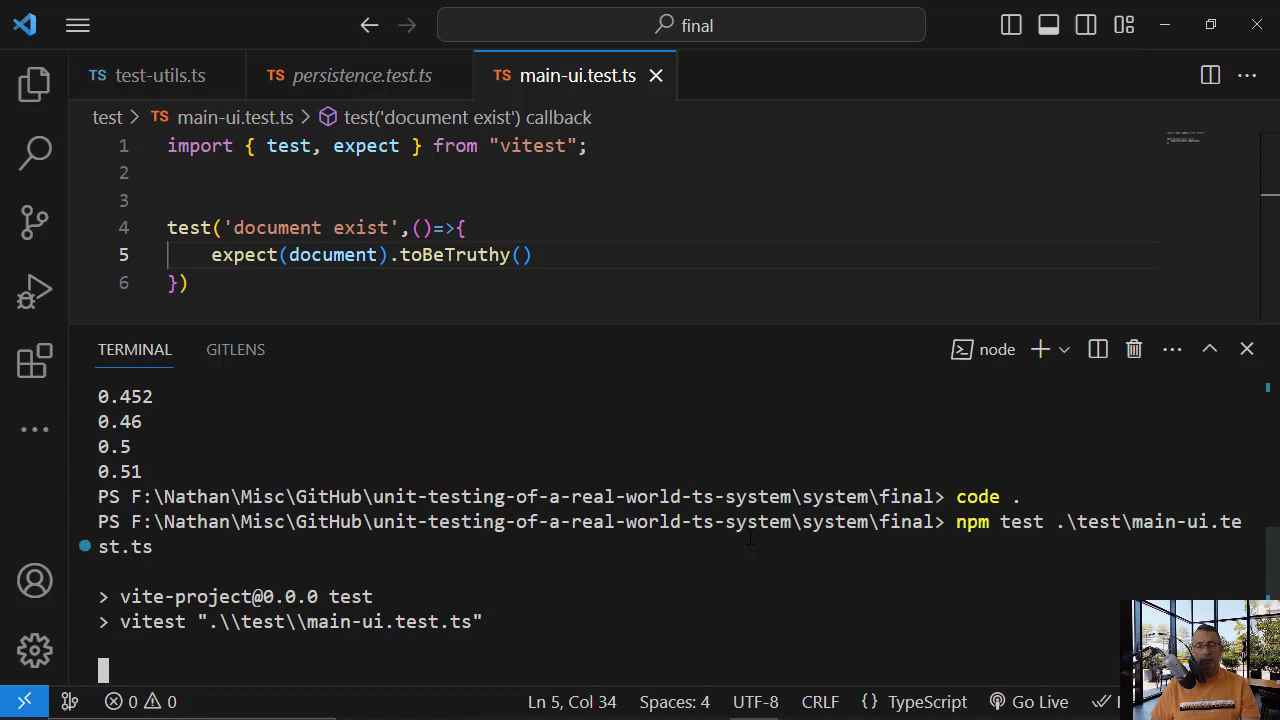 final
TS test-utils.ts
TS persistence.test.ts
TS main-ui.test.ts
test > TS main-ui.test.ts > test('document exist') callback
1 import { test, expect } from "vitest";
2
3
4 test('document exist',()=>{
5 expect(document).toBeTruthy()
6 })
TERMINAL GITLENS
node
0.452
0.46
0.5
0.51
PS F:\Nathan\Misc\GitHub\unit-testing-of-a-real-world-ts-system\system\final> code .
PS F:\Nathan\Misc\GitHub\unit-testing-of-a-real-world-ts-system\system\final> npm test .\test\main-ui.te
st.ts
> vite-project@0.0.0 test
> vitest ".\\test\\main-ui.test.ts"
0 0 Ln 5, Col 34 Spaces: 4 UTF-8 CRLF {} TypeScript Go Live